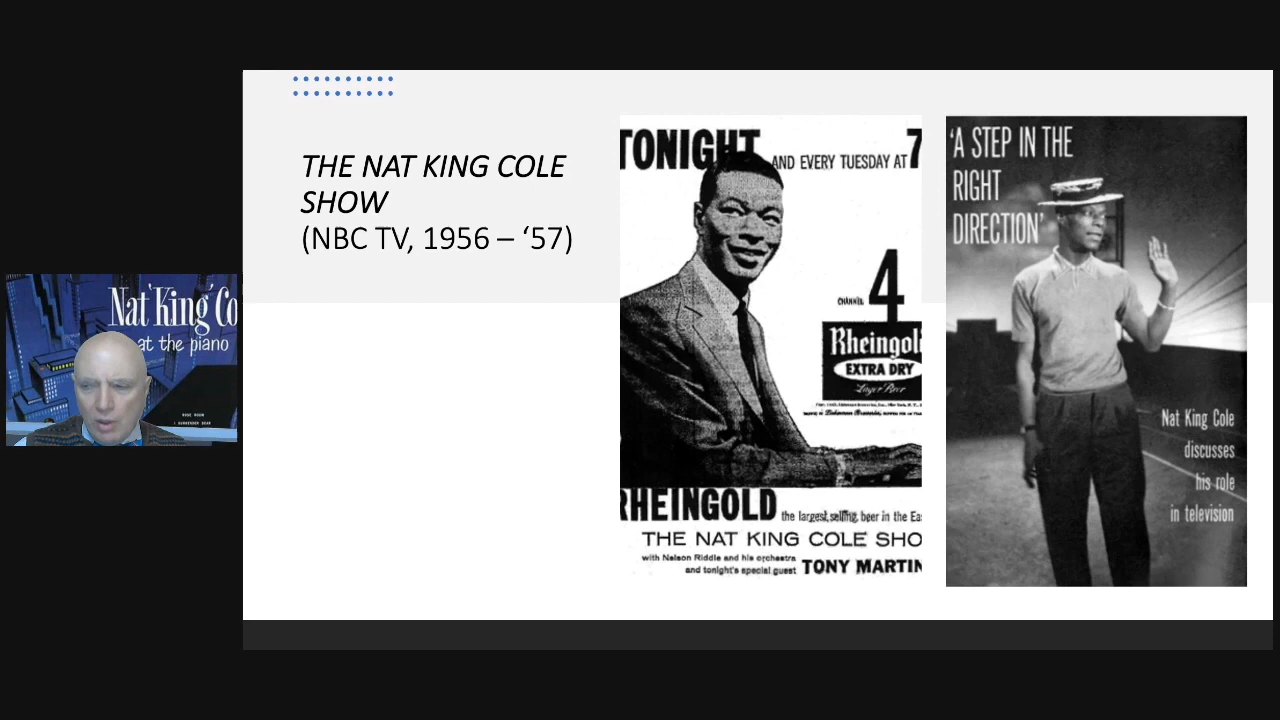 THE NAT KING COLE
SHOW
(NBC TV, 1956 – ‘57)
TONIGHT AND EVERY TUESDAY AT 7
CHANNEL 4
Rheingol
EXTRA DRY
Lager Beer
RHEINGOLD the largest selling beer in the Ea
THE NAT KING COLE SHO
with Nelson Riddle and his orchestra
and tonight's special guest TONY MARTIN
‘A STEP IN THE
RIGHT
DIRECTION’
Nat King Cole
discusses
his role
in television
Nat 'King' Co
at the piano